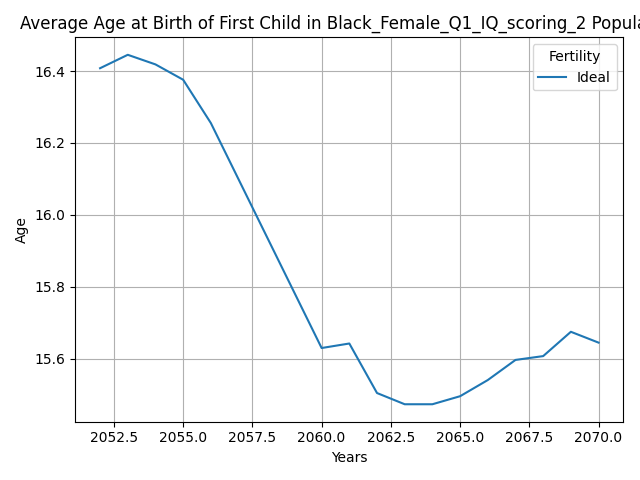 Average Age at Birth of First Child in Black_Female_Q1_IQ_scoring_2 Popula
Fertility
Ideal
16.4
16.2
16.0
15.8
15.6
Age
2052.5 2055.0 2057.5 2060.0 2062.5 2065.0 2067.5 2070.0
Years